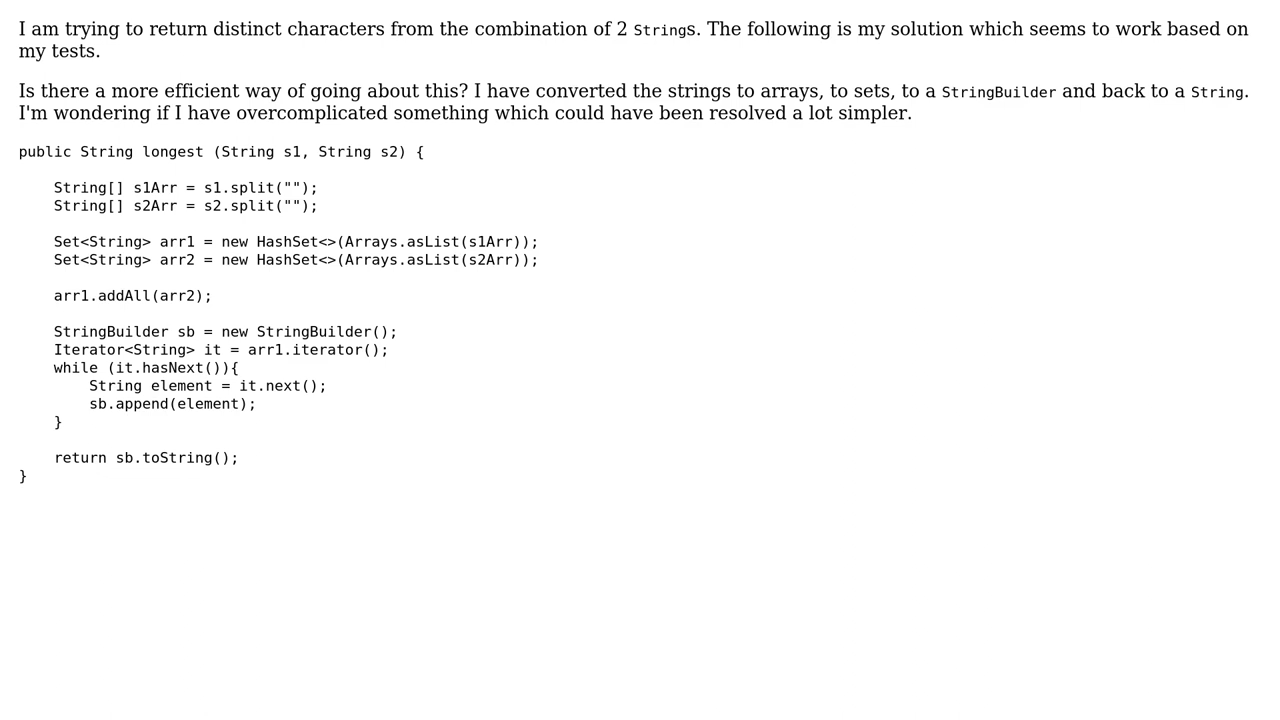 I am trying to return distinct characters from the combination of 2 Strings. The following is my solution which seems to work based on
my tests.
Is there a more efficient way of going about this? I have converted the strings to arrays, to sets, to a StringBuilder and back to a String.
I'm wondering if I have overcomplicated something which could have been resolved a lot simpler.
public String longest (String s1, String s2) {
    String[] s1Arr = s1.split("");
    String[] s2Arr = s2.split("");
    Set<String> arr1 = new HashSet<>(Arrays.asList(s1Arr));
    Set<String> arr2 = new HashSet<>(Arrays.asList(s2Arr));
    arr1.addAll(arr2);
    StringBuilder sb = new StringBuilder();
    Iterator<String> it = arr1.iterator();
    while (it.hasNext()){
        String element = it.next();
        sb.append(element);
    }
    return sb.toString();
}